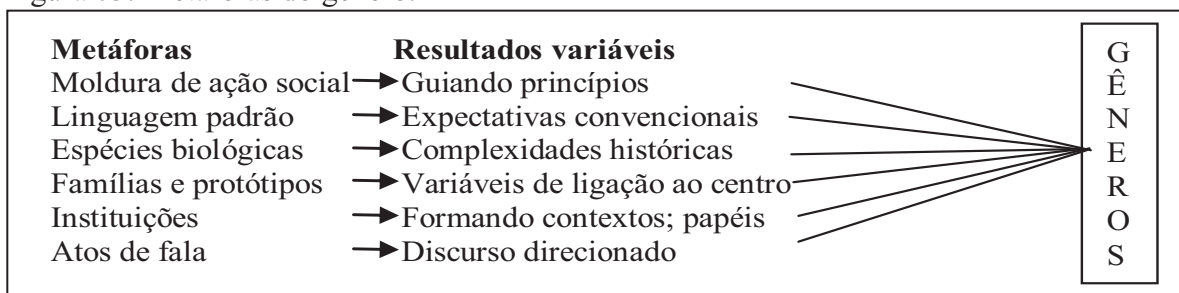 Metáforas Resultados variáveis
Moldura de ação social Guiando princípios
Linguagem padrão Expectativas convencionais
Espécies biológicas Complexidades históricas
Famílias e protótipos Variáveis de ligação ao centro
Instituições Formando contextos; papéis
Atos de fala Discurso direcionado
G
Ê
N
E
R
O
S